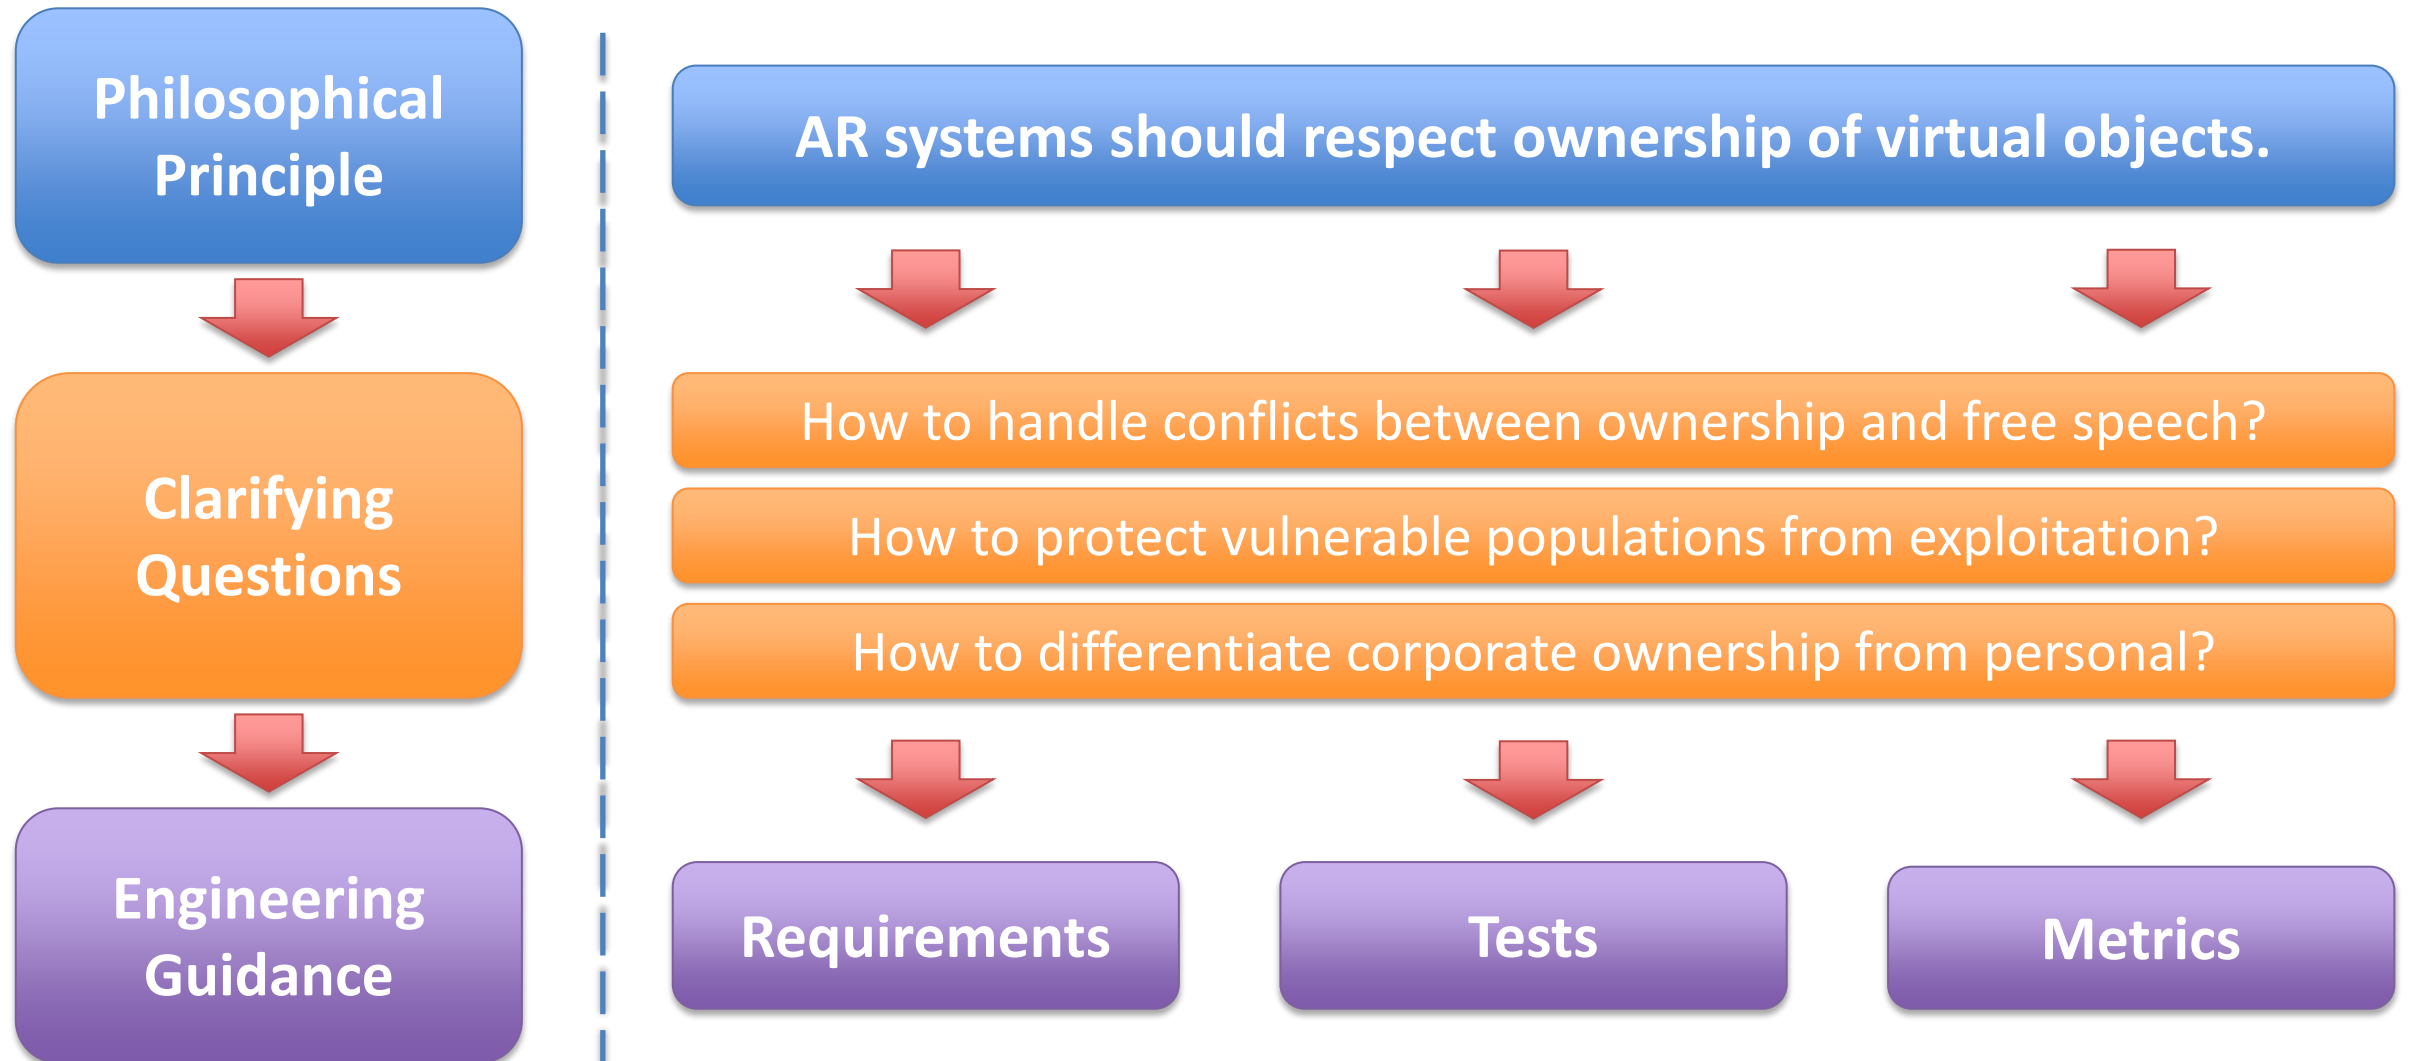 Philosophical
Principle
AR systems should respect ownership of virtual objects.
Clarifying
Questions
How to handle conflicts between ownership and free speech?
How to protect vulnerable populations from exploitation?
How to differentiate corporate ownership from personal?
Engineering
Guidance
Requirements
Tests
Metrics